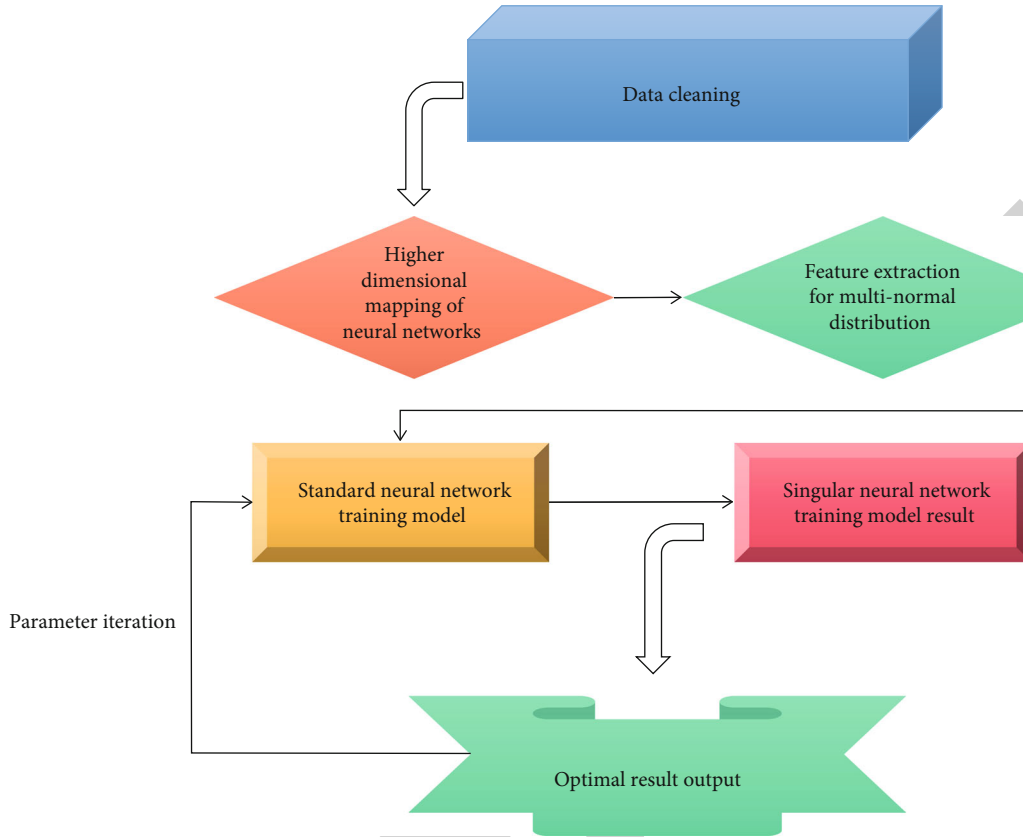 Data cleaning
Higher
dimensional
mapping of
neural networks
Feature extraction
for multi-normal
distribution
Standard neural network
training model
Singular neural network
training model result
Parameter iteration
Optimal result output